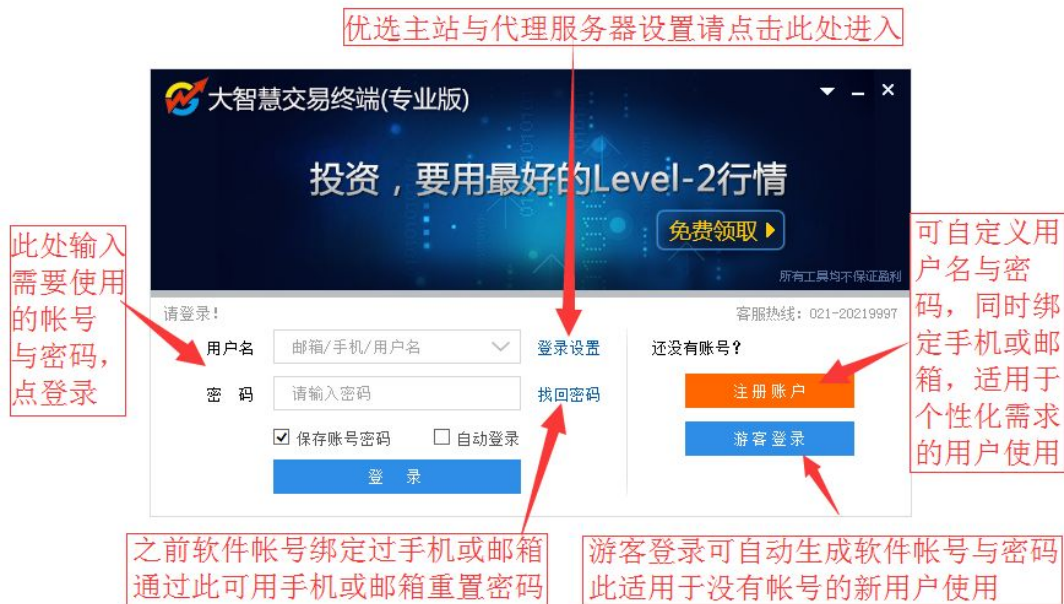 优选主站与代理服务器设置请点击此处进入
大智慧交易终端(专业版)
投资，要用最好的Level-2行情
免费领取
所有工具均不保证盈利
此处输入
需要使用
的帐号
与密码，
点登录
可自定义用
户名与密
码，同时绑
定手机或邮
箱，适用于
个性化需求
的用户使用
请登录!
客服热线: 021-20219997
用户名
邮箱/手机/用户名
登录设置
还没有账号?
密 码
请输入密码
找回密码
注册账户
保存账号密码
自动登录
游客登录
登 录
之前软件帐号绑定过手机或邮箱
通过此可用手机或邮箱重置密码
游客登录可自动生成软件帐号与密码
此适用于没有帐号的新用户使用